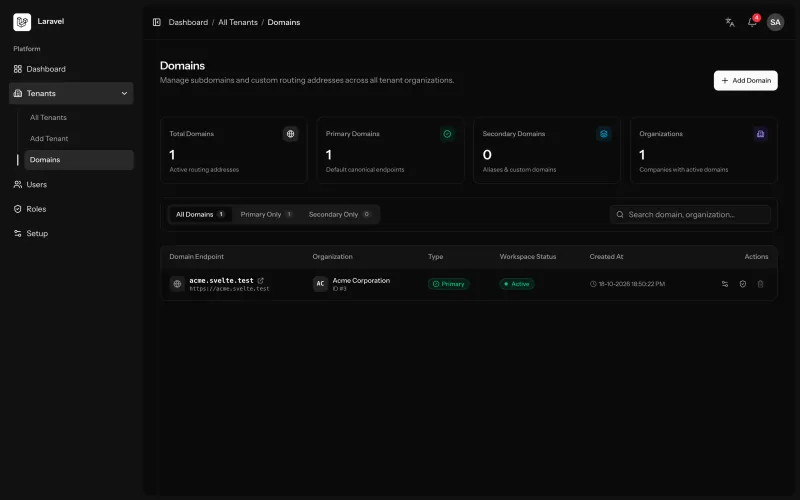 Laravel
Platform
Dashboard
Tenants
All Tenants
Add Tenant
Domains
Users
Roles
Setup
Dashboard / All Tenants / Domains
4
SA
Domains
Manage subdomains and custom routing addresses across all tenant organizations.
Add Domain
Total Domains
1
Active routing addresses
Primary Domains
1
Default canonical endpoints
Secondary Domains
0
Aliases & custom domains
Organizations
1
Companies with active domains
All Domains 1
Primary Only 1
Secondary Only 0
Search domain, organization...
Domain Endpoint Organization Type Workspace Status Created At Actions
acme.svelte.test
https://acme.svelte.test
AC
Acme Corporation
ID #3
Primary
Active
18-10-2026 18:50:22 PM